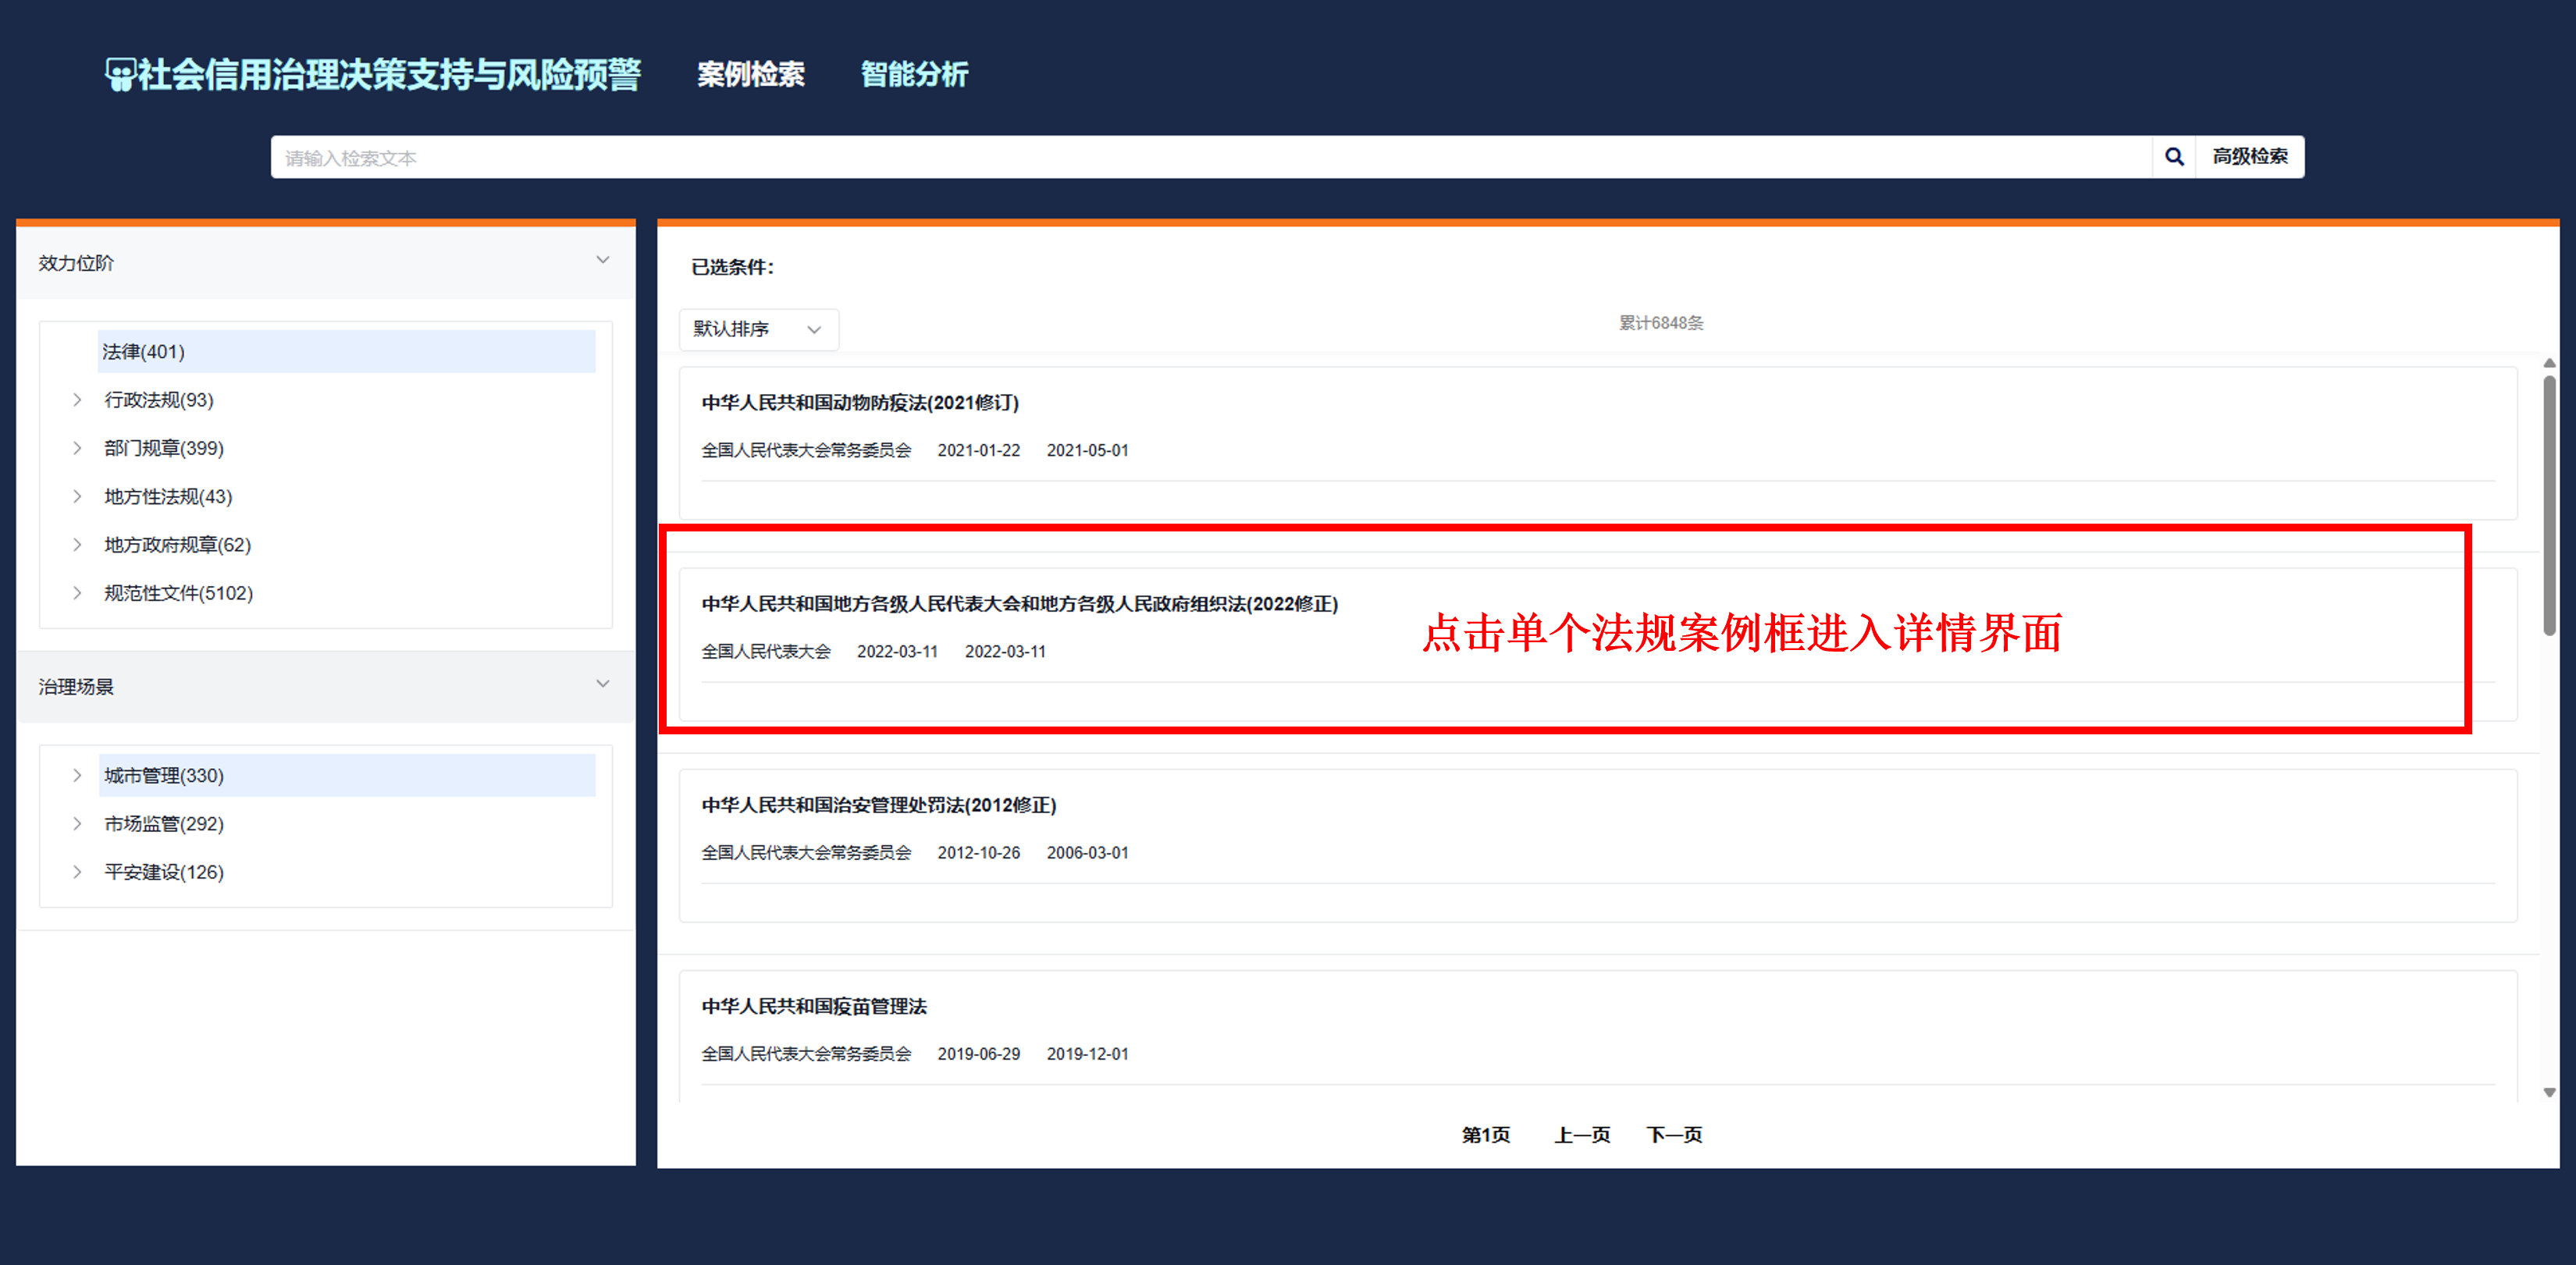 社会信用治理决策支持与风险预警 案例检索 智能分析
请输入检索文本 高级检索
效力位阶
法律(401)
行政法规(93)
部门规章(399)
地方性法规(43)
地方政府规章(62)
规范性文件(5102)
治理场景
城市管理(330)
市场监管(292)
平安建设(126)
已选条件：
默认排序 累计6848条
中华人民共和国动物防疫法(2021修订)
全国人民代表大会常务委员会 2021-01-22 2021-05-01
中华人民共和国地方各级人民代表大会和地方各级人民政府组织法(2022修正)
全国人民代表大会 2022-03-11 2022-03-11
点击单个法规案例框进入详情界面
中华人民共和国治安管理处罚法(2012修正)
全国人民代表大会常务委员会 2012-10-26 2006-03-01
中华人民共和国疫苗管理法
全国人民代表大会常务委员会 2019-06-29 2019-12-01
第1页 上一页 下一页